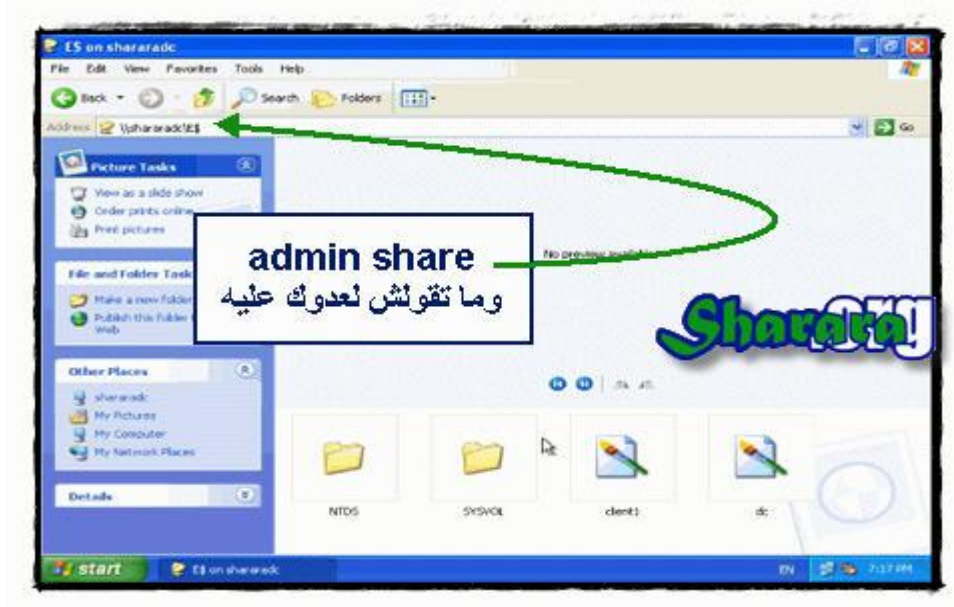 E$ on shararadc
File Edit View Favorites Tools Help
Back Search Folders
Address \\shararadc\E$ Go
Picture Tasks
View as a slide show
Order prints online
Print pictures
No preview available
admin share
وما تقولش لعدوك عليه
File and Folder Task
Make a new folder
Publish this folder
Web
Sharara.org
Other Places
shararadc
My Pictures
My Computer
My Network Places
Details
NTDS SYSVOL client1 dc
start E$ on shararadc EN 7:17 PM